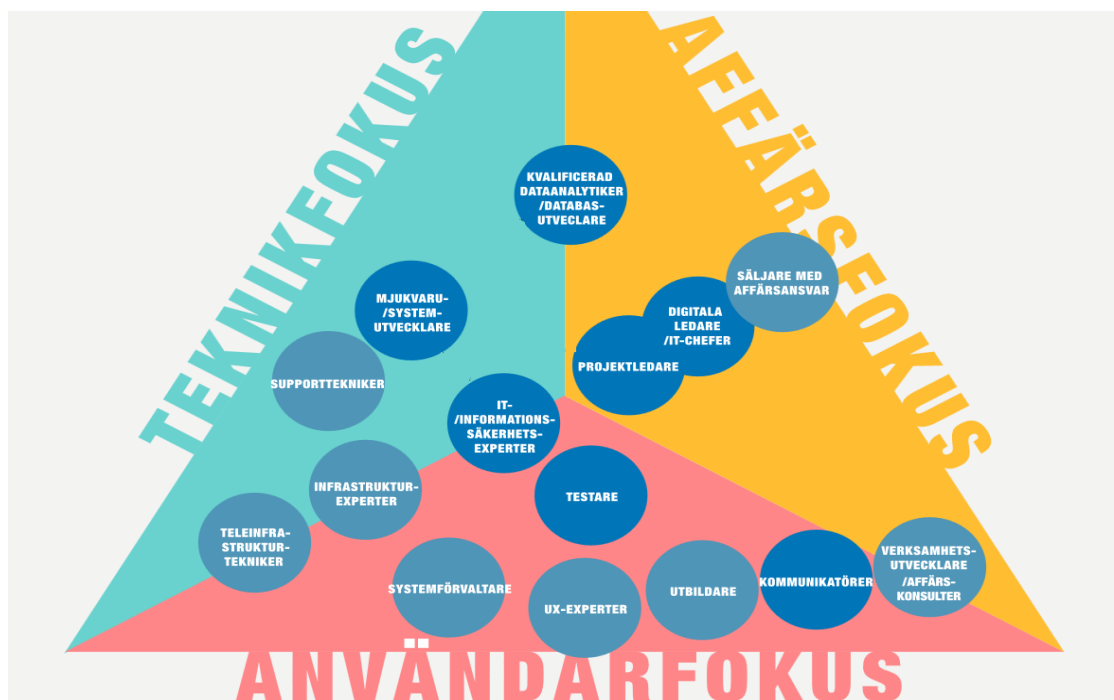 TEKNIKFOKUS
AFFÄRSFOKUS
KVALIFICERAD
DATAANALYTIKER
/DATABAS-
UTVECLARE
SÄLJARE MED
AFFÄRSANSVAR
MJUKVARU-
/SYSTEM-
UTVECKLARE
DIGITALA
LEDARE
/IT-CHEFER
PROJEKTLEDARE
SUPPORTTEKNIKER
IT-
/INFORMATIONS-
SÄKERHETS-
EXPERTER
INFRASTRUKTUR-
EXPERTER
TESTARE
TELEINFRA-
STRUKTUR-
TEKNIKER
SYSTEMFÖRVALTARE
UX-EXPERTER
UTBILDARE
KOMMUNIKATÖRER
VERKSAMHETS-
UTVECKLARE
/AFFÄRS-
KONSULTER
ANVÄNDARFOKUS